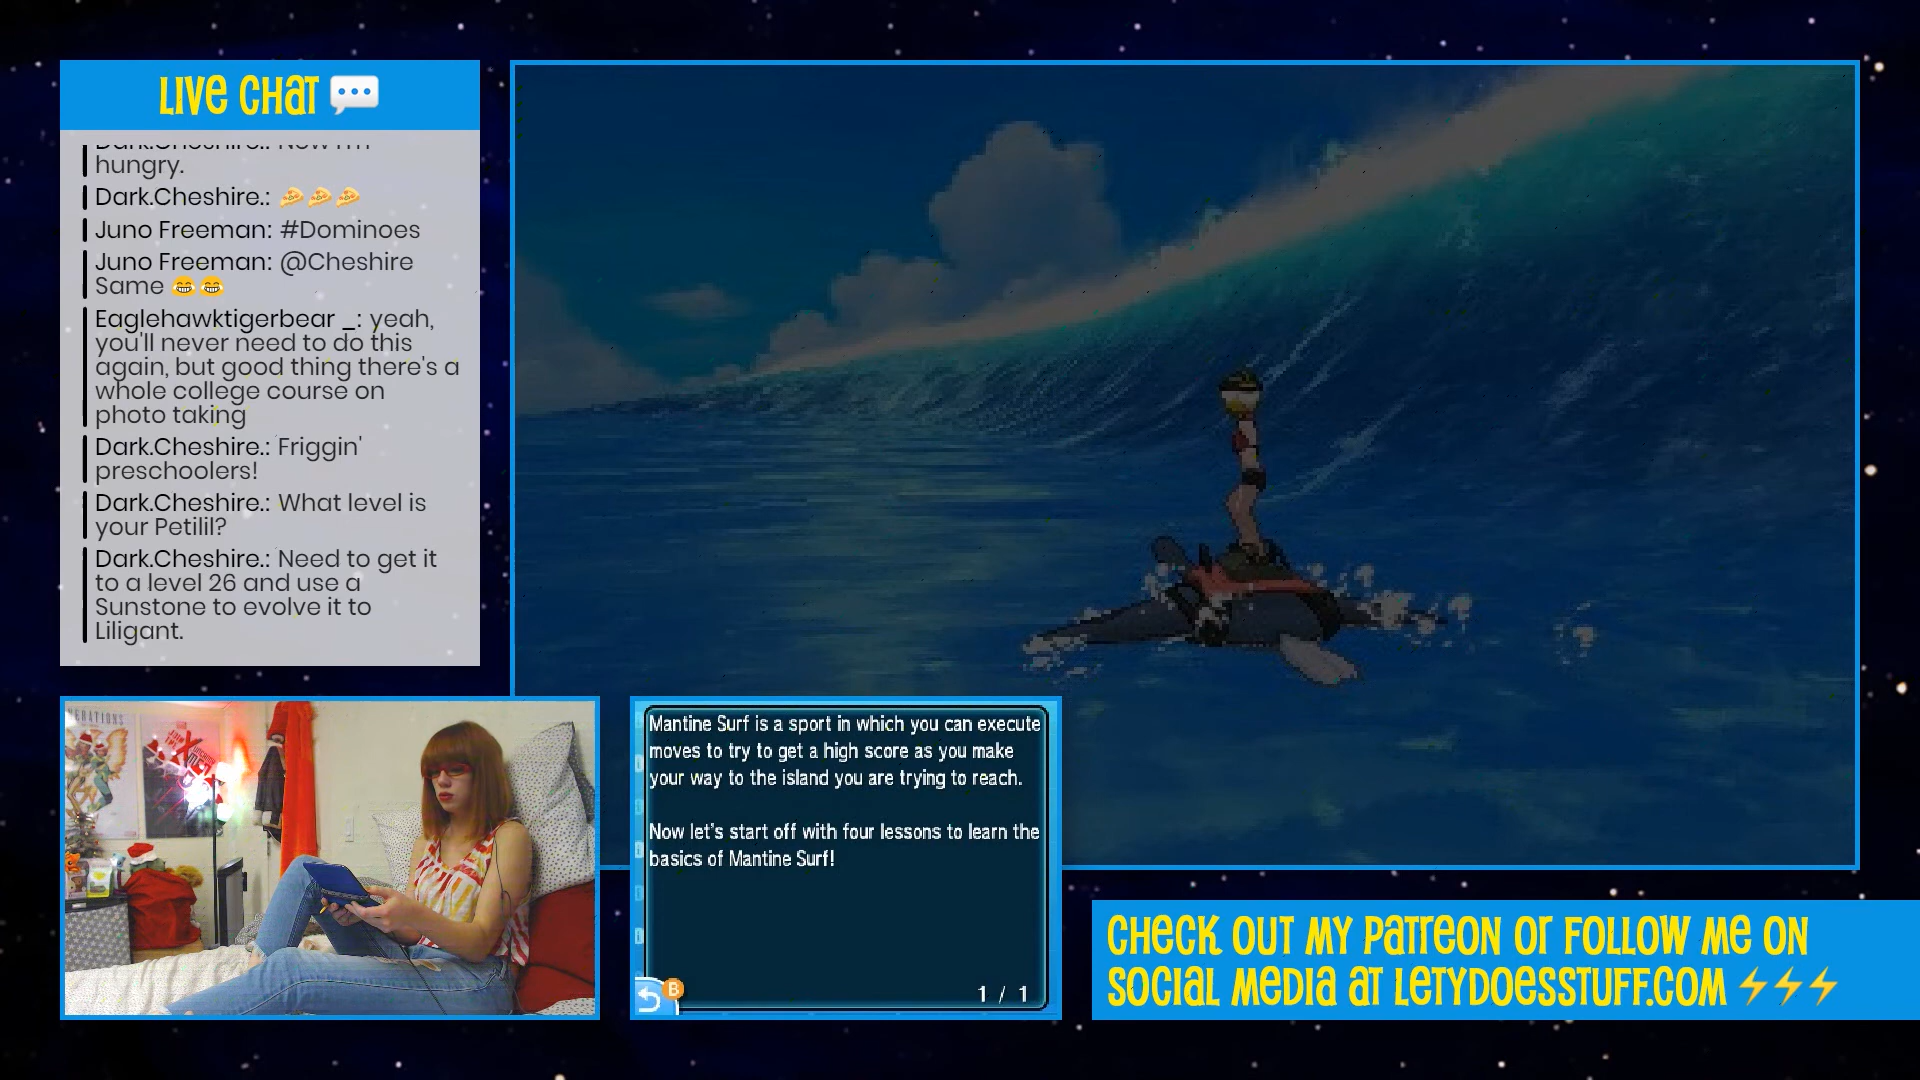 Live Chat
Dark.Cheshire.: Now I'm
hungry.
Dark.Cheshire.: 🍕🍕🍕
Juno Freeman: #Dominoes
Juno Freeman: @Cheshire
Same 😂😂
Eaglehawktigerbear _: yeah,
you'll never need to do this
again, but good thing there's a
whole college course on
photo taking
Dark.Cheshire.: Friggin'
preschoolers!
Dark.Cheshire.: What level is
your Petilil?
Dark.Cheshire.: Need to get it
to a level 26 and use a
Sunstone to evolve it to
Liligant.
Mantine Surf is a sport in which you can execute
moves to try to get a high score as you make
your way to the island you are trying to reach.
Now let's start off with four lessons to learn the
basics of Mantine Surf!
B
1 / 1
Check out my Patreon or follow me on
social media at letydoesstuff.com ⚡⚡⚡